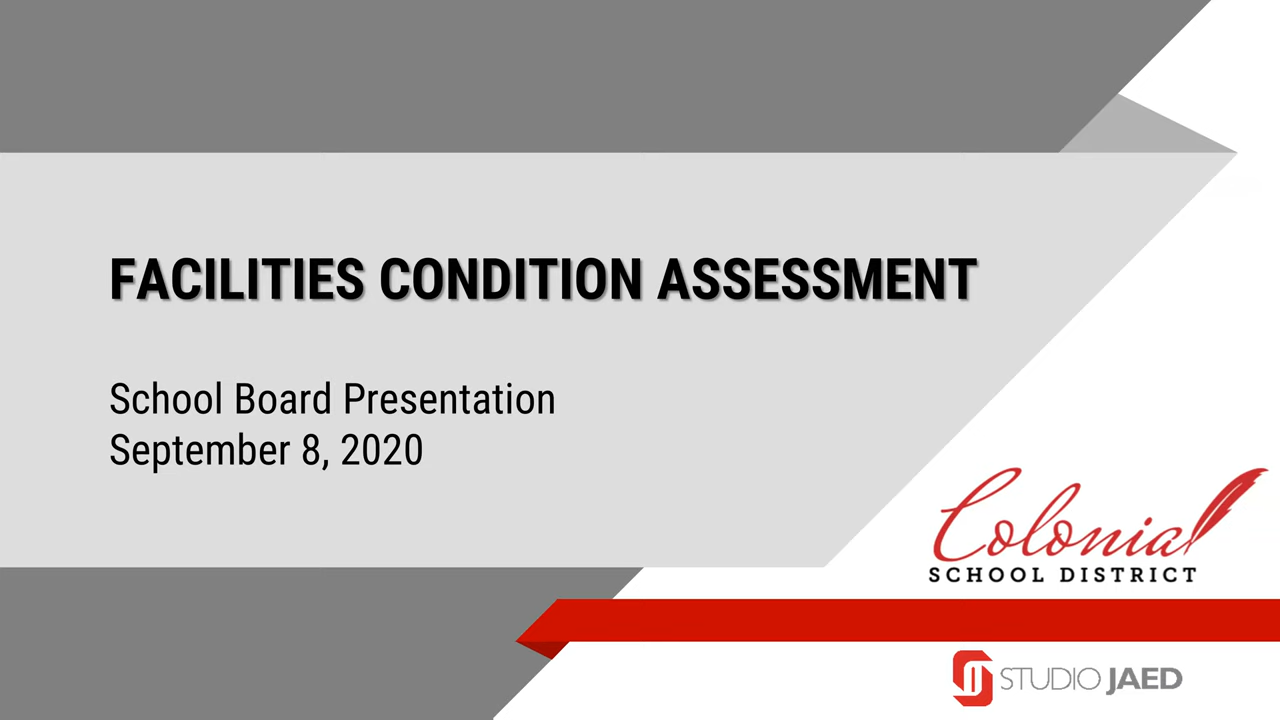 FACILITIES CONDITION ASSESSMENT
School Board Presentation
September 8, 2020
Colonial
SCHOOL DISTRICT
STUDIO JAED